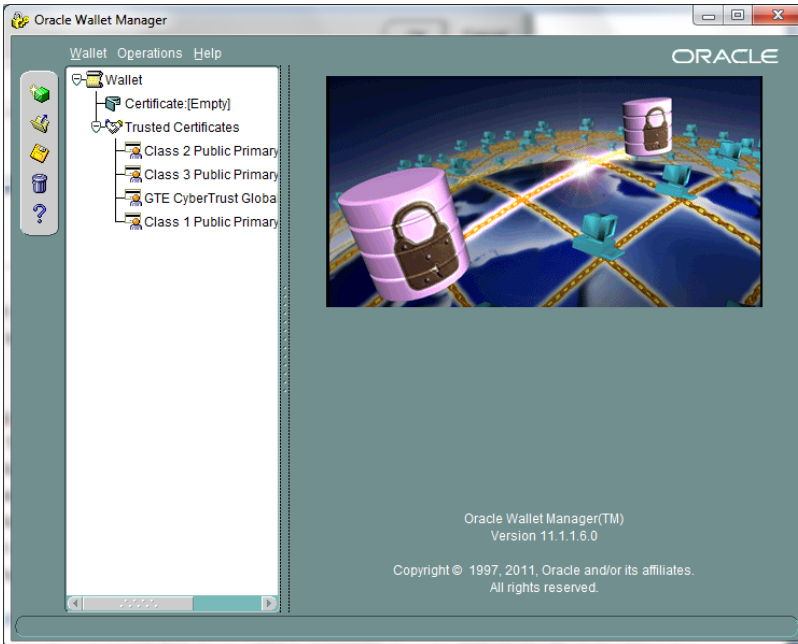 Oracle Wallet Manager
Wallet Operations Help
ORACLE
Wallet
Certificate:[Empty]
Trusted Certificates
Class 2 Public Primary
Class 3 Public Primary
GTE CyberTrust Globa
Class 1 Public Primary
Oracle Wallet Manager(TM)
Version 11.1.1.6.0
Copyright © 1997, 2011, Oracle and/or its affiliates.
All rights reserved.